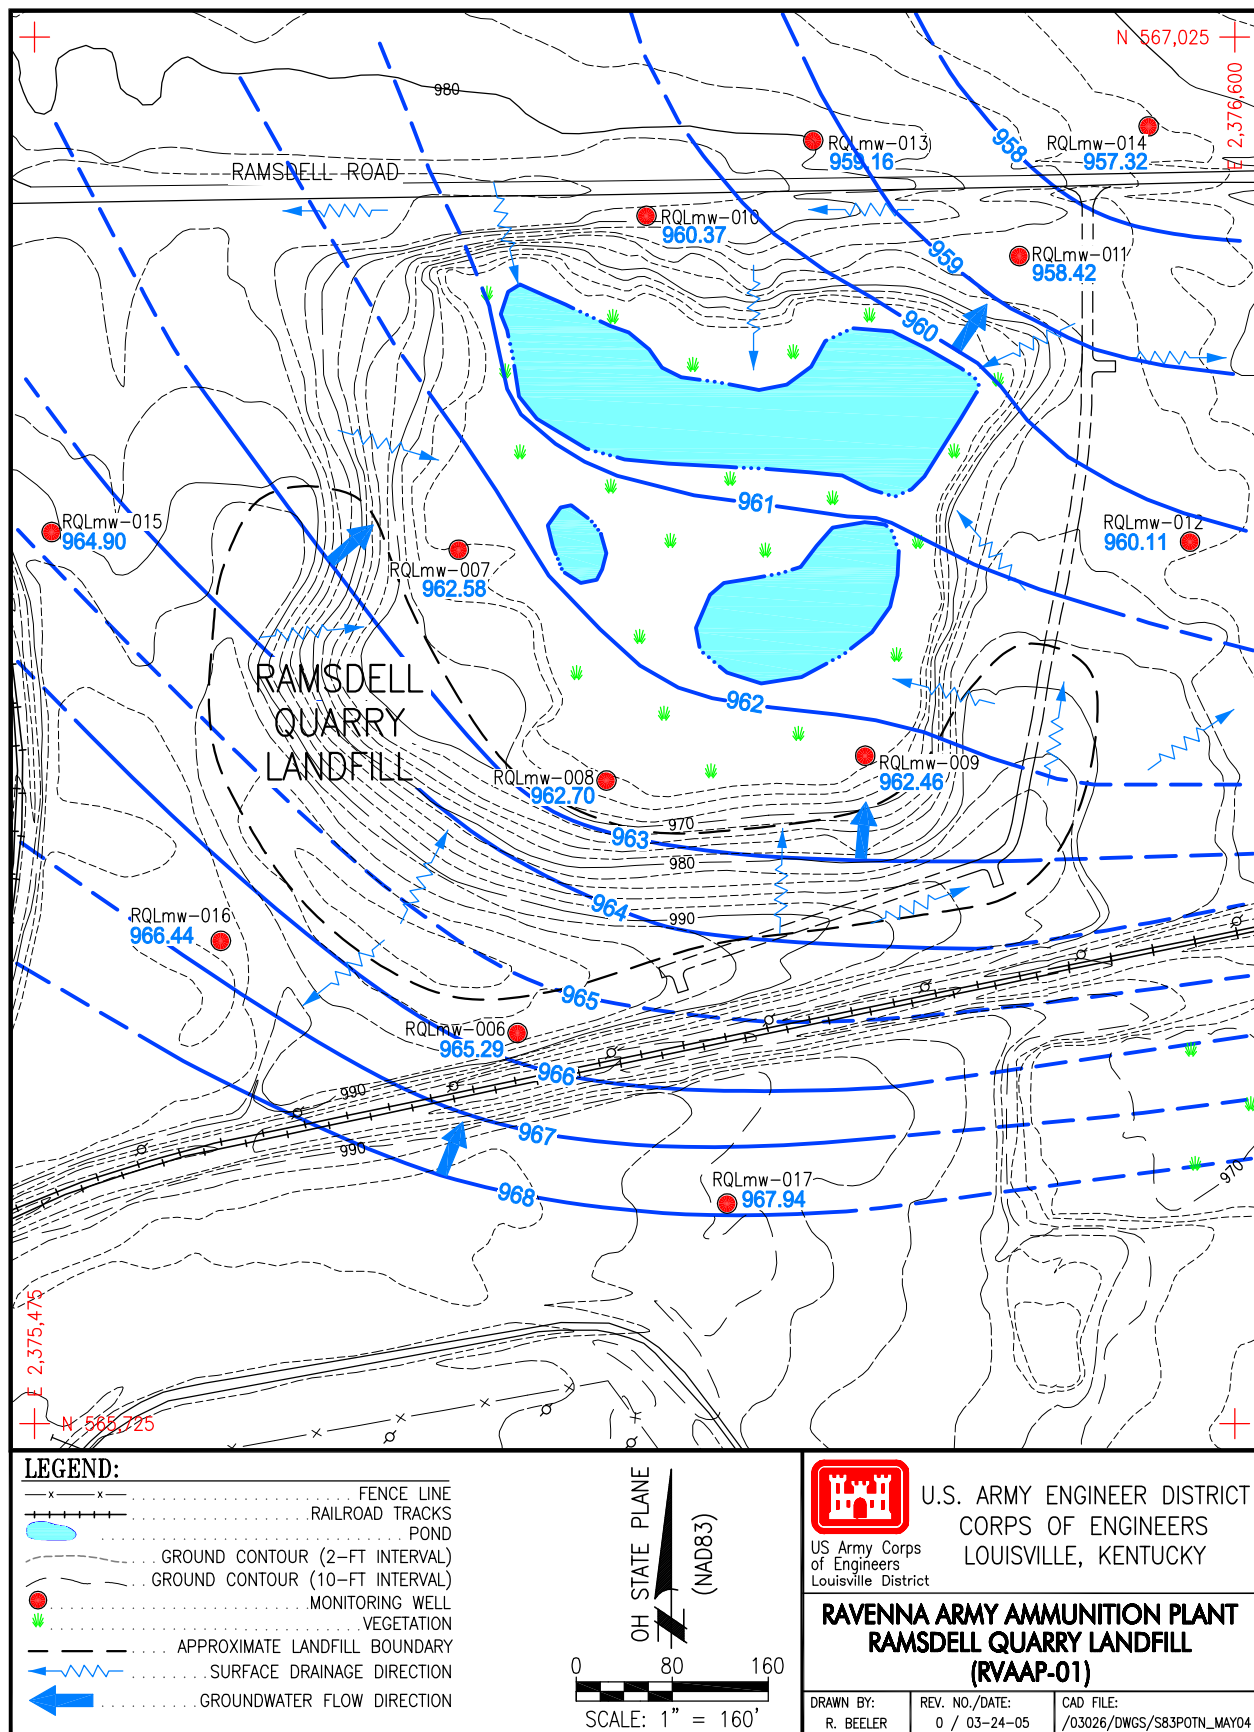 N 567,025
E 2,376,600
980
RAMSDELL ROAD
RQLmw-013
959.16
958
RQLmw-014
957.32
RQLmw-010
960.37
959
RQLmw-011
958.42
960
961
RQLmw-015
964.90
RQLmw-007
962.58
RQLmw-012
960.11
RAMSDELL
QUARRY
LANDFILL
962
RQLmw-008
962.70
RQLmw-009
962.46
970
963
980
964
990
RQLmw-016
966.44
965
RQLmw-006
965.29
966
990
967
990
968
RQLmw-017
967.94
970
E 2,375,475
N 565,725
LEGEND:
FENCE LINE
RAILROAD TRACKS
POND
GROUND CONTOUR (2-FT INTERVAL)
GROUND CONTOUR (10-FT INTERVAL)
MONITORING WELL
VEGETATION
APPROXIMATE LANDFILL BOUNDARY
SURFACE DRAINAGE DIRECTION
GROUNDWATER FLOW DIRECTION
OH STATE PLANE
(NAD83)
0 80 160
SCALE: 1" = 160'
US Army Corps
of Engineers
Louisville District
U.S. ARMY ENGINEER DISTRICT
CORPS OF ENGINEERS
LOUISVILLE, KENTUCKY
RAVENNA ARMY AMMUNITION PLANT
RAMSDELL QUARRY LANDFILL
(RVAAP-01)
DRAWN BY:
R. BEELER
REV. NO./DATE:
0 / 03-24-05
CAD FILE:
/03026/DWGS/S83POTN_MAY04